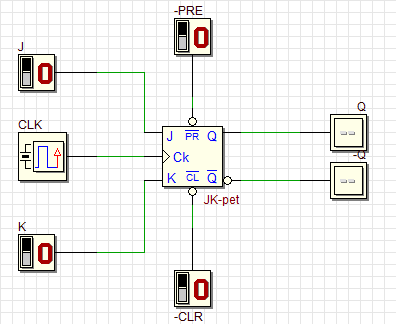 -PRE
0
J
0
Q
--
CLK
J PR Q
Ck
K CL Q
-Q
--
JK-pet
K
0
0
-CLR